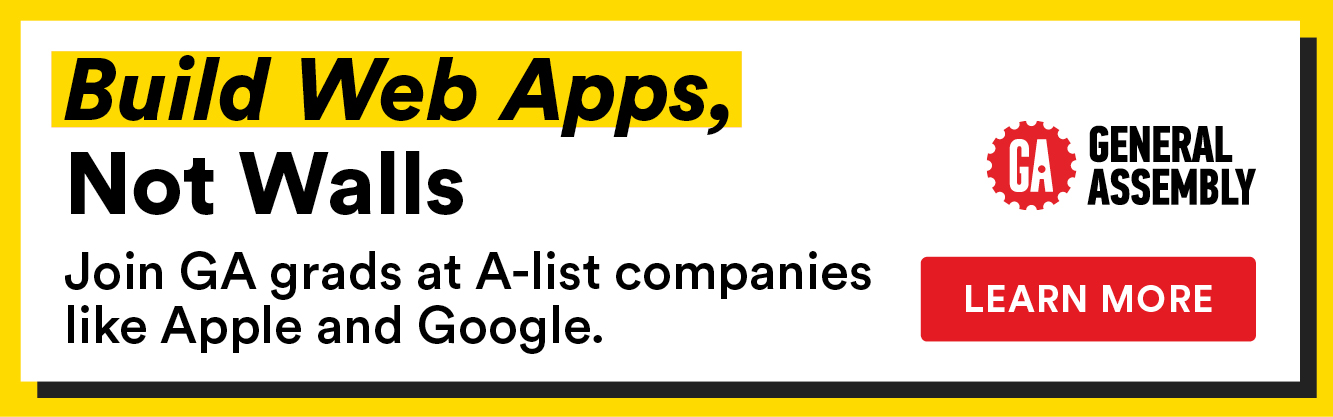 Build Web Apps,
Not Walls
Join GA grads at A-list companies
like Apple and Google.
GA
GENERAL
ASSEMBLY
LEARN MORE